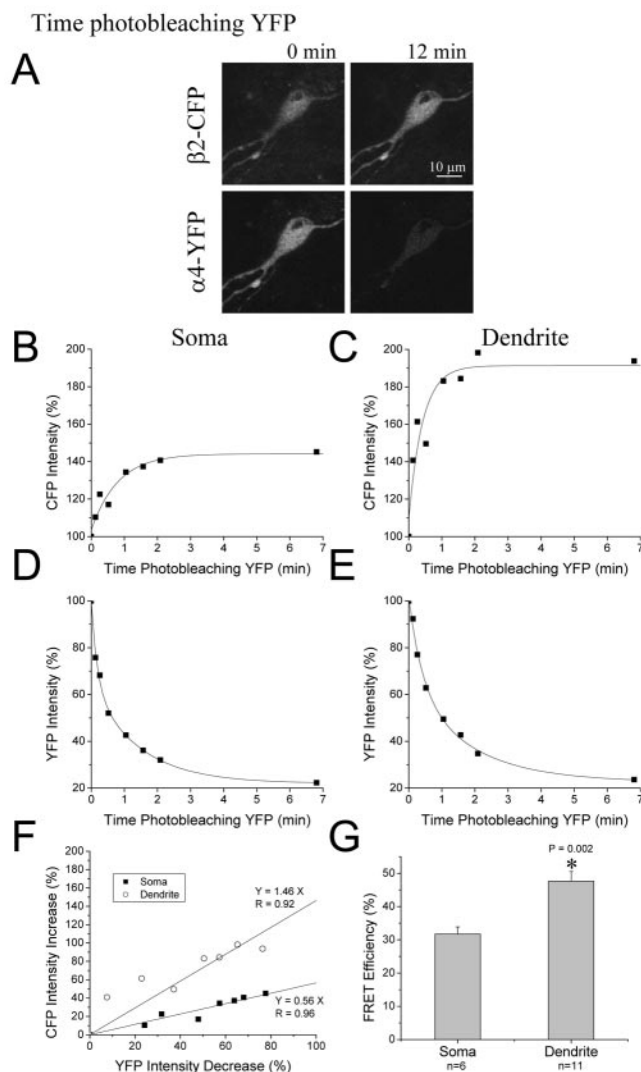 Time photobleaching YFP
A
0 min
12 min
β2-CFP
10 μm
α4-YFP
B
Soma
CFP Intensity (%)
200
180
160
140
120
100
0 1 2 3 4 5 6 7
Time Photobleaching YFP (min)
C
Dendrite
CFP Intensity (%)
200
180
160
140
120
100
0 1 2 3 4 5 6 7
Time Photobleaching YFP (min)
D
YFP Intensity (%)
100
80
60
40
20
0 1 2 3 4 5 6 7
Time Photobleaching YFP (min)
E
YFP Intensity (%)
100
80
60
40
20
0 1 2 3 4 5 6 7
Time Photobleaching YFP (min)
F
CFP Intensity Increase (%)
200
180
160
140
120
100
80
60
40
20
0
Soma
Dendrite
Y = 1.46 X
R = 0.92
Y = 0.56 X
R = 0.96
0 20 40 60 80 100
YFP Intensity Decrease (%)
G
P = 0.002
*
FRET Efficiency (%)
50
40
30
20
10
0
Soma
n=6
Dendrite
n=11